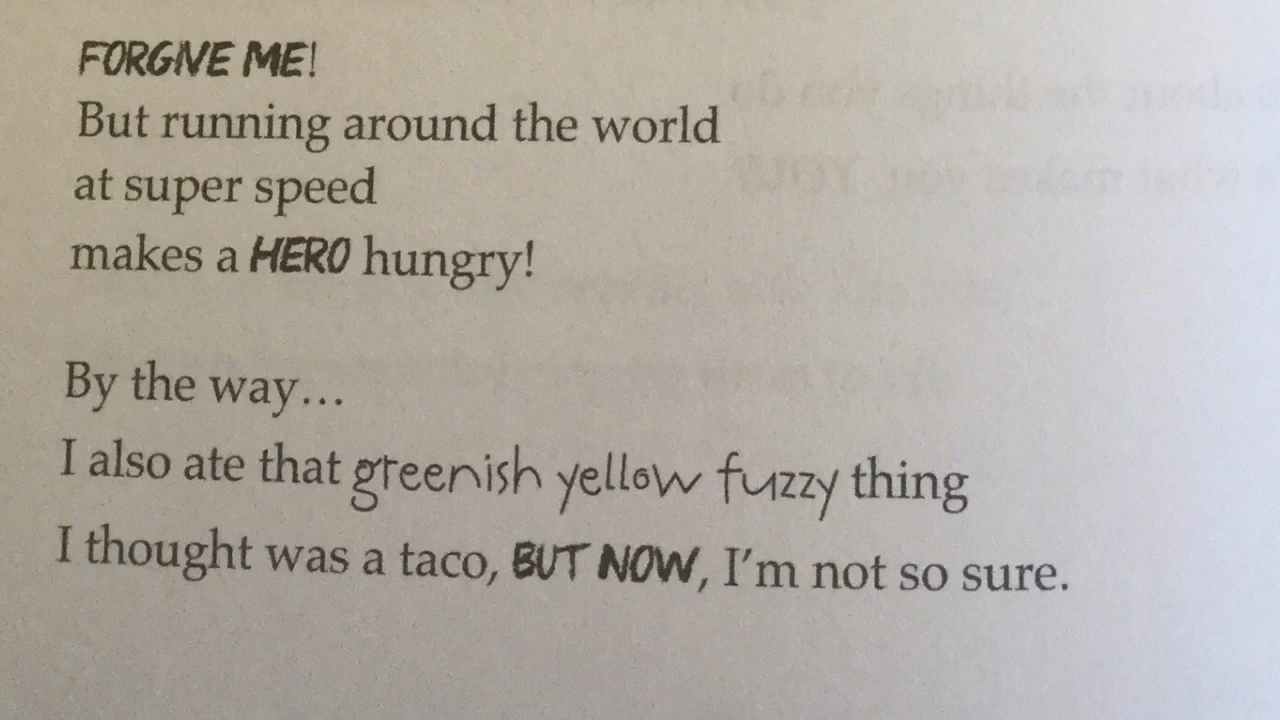 FORGIVE ME!
But running around the world
at super speed
makes a HERO hungry!
By the way...
I also ate that greenish yellow fuzzy thing
I thought was a taco, BUT NOW, I'm not so sure.